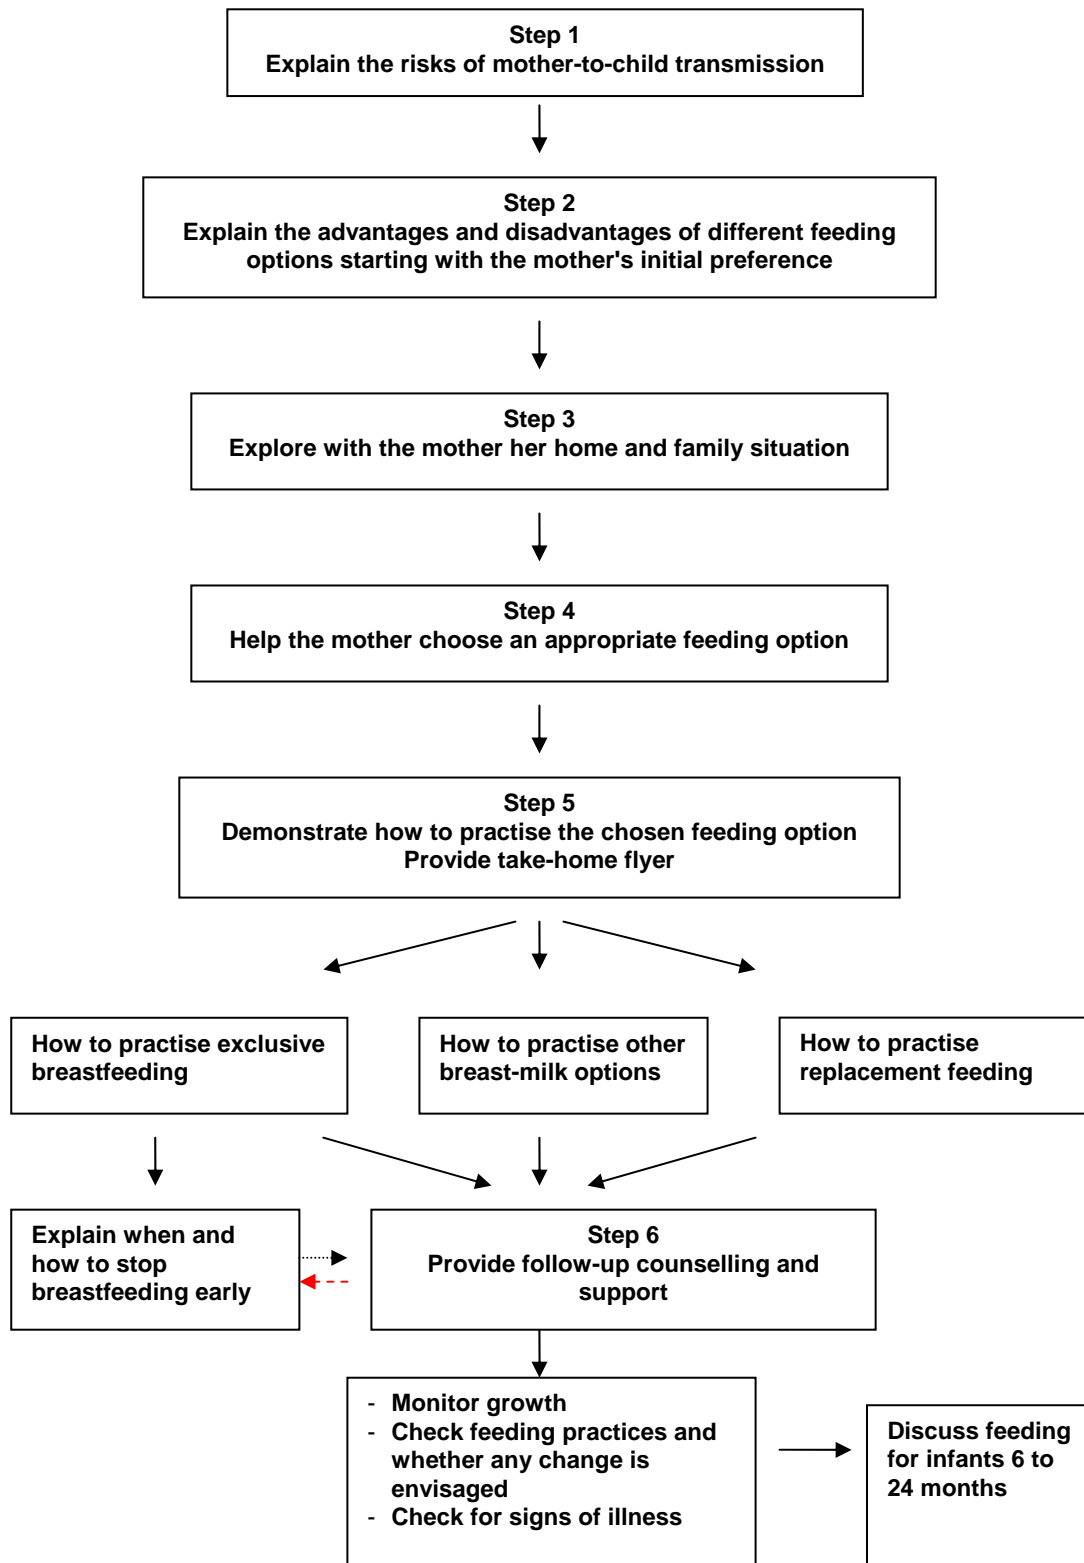 Step 1
Explain the risks of mother-to-child transmission
Step 2
Explain the advantages and disadvantages of different feeding
options starting with the mother's initial preference
Step 3
Explore with the mother her home and family situation
Step 4
Help the mother choose an appropriate feeding option
Step 5
Demonstrate how to practise the chosen feeding option
Provide take-home flyer
How to practise exclusive
breastfeeding
How to practise other
breast-milk options
How to practise
replacement feeding
Explain when and
how to stop
breastfeeding early
Step 6
Provide follow-up counselling and
support
- Monitor growth
- Check feeding practices and
whether any change is
envisaged
- Check for signs of illness
Discuss feeding
for infants 6 to
24 months